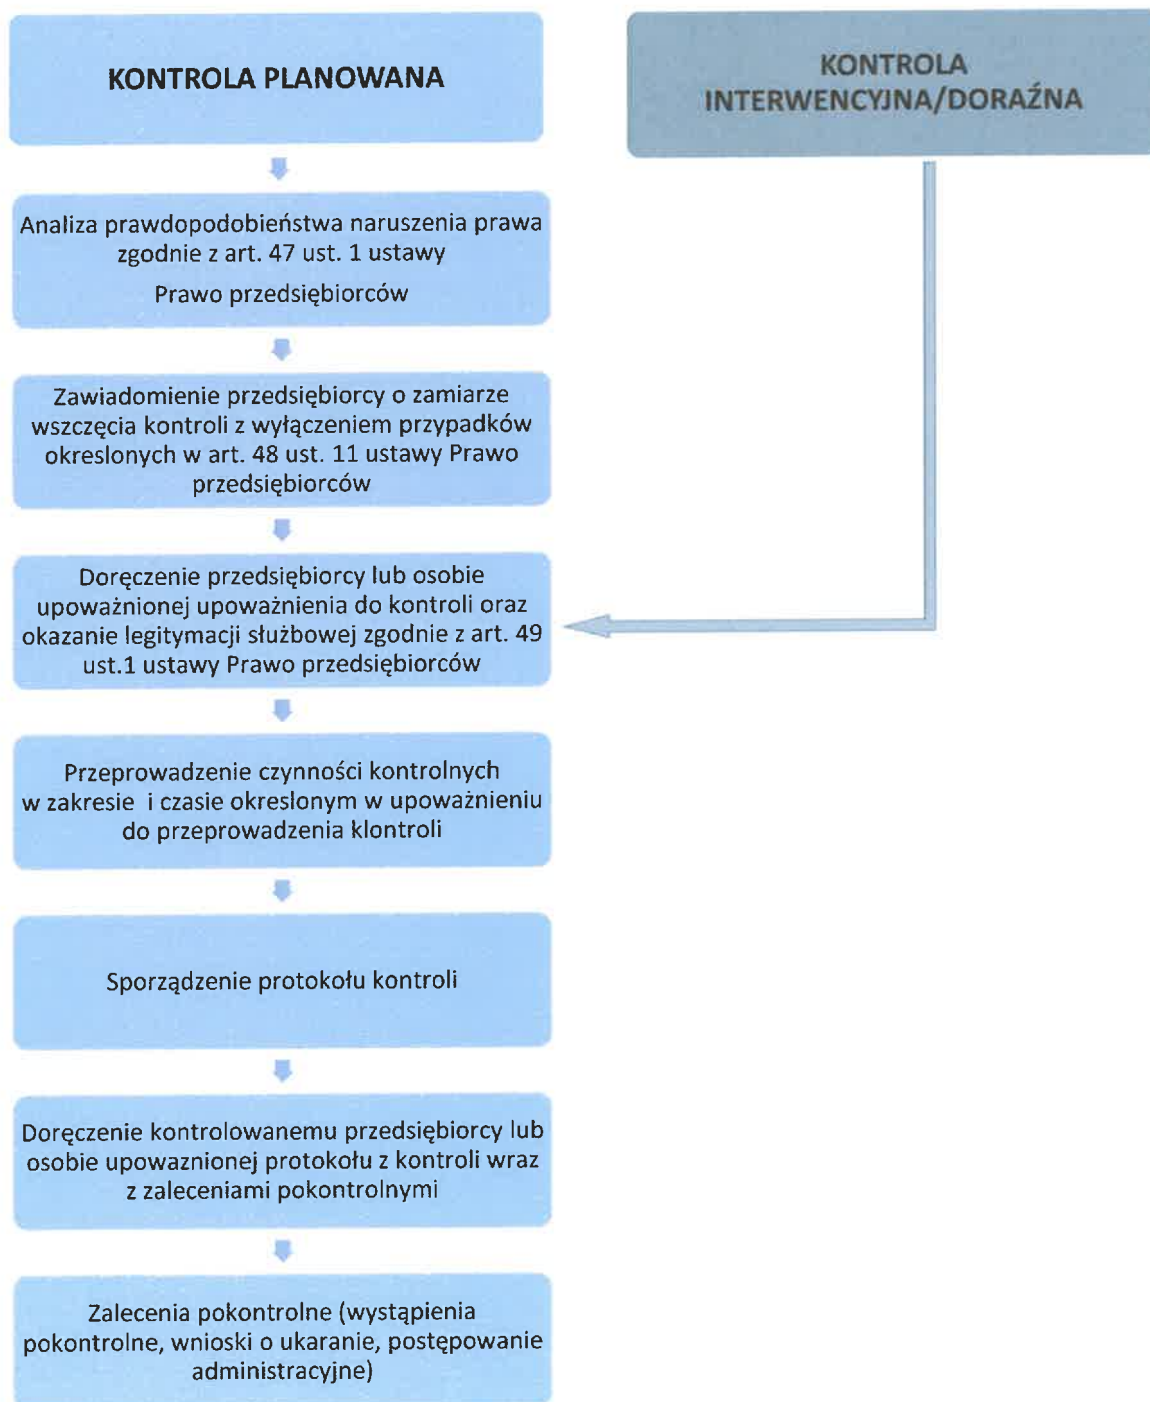 KONTROLA PLANOWANA
KONTROLA
INTERWENCYJNA/DORAŹNA
Analiza prawdopodobieństwa naruszenia prawa
zgodnie z art. 47 ust. 1 ustawy
Prawo przedsiębiorców
Zawiadomienie przedsiębiorcy o zamiarze
wszczęcia kontroli z wyłączeniem przypadków
okreslonych w art. 48 ust. 11 ustawy Prawo
przedsiębiorców
Doręczenie przedsiębiorcy lub osobie
upoważnionej upoważnienia do kontroli oraz
okazanie legitymacji służbowej zgodnie z art. 49
ust.1 ustawy Prawo przedsiębiorców
Przeprowadzenie czynności kontrolnych
w zakresie i czasie okreslonym w upoważnieniu
do przeprowadzenia klontroli
Sporządzenie protokołu kontroli
Doręczenie kontrolowanemu przedsiębiorcy lub
osobie upowaznionej protokołu z kontroli wraz
z zaleceniami pokontrolnymi
Zalecenia pokontrolne (wystąpienia
pokontrolne, wnioski o ukaranie, postępowanie
administracyjne)